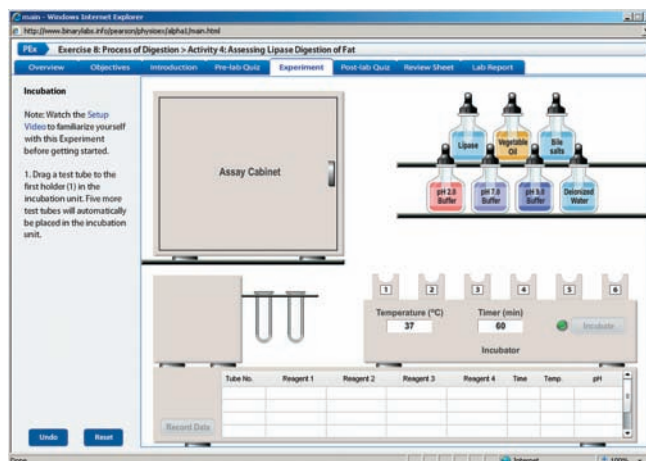 main - Windows Internet Explorer
http://www.binarylabs.info/pearson/physioex/alpha1/main.html
PEx Exercise 8: Process of Digestion > Activity 4: Assessing Lipase Digestion of Fat
Overview Objectives Introduction Pre-lab Quiz Experiment Post-lab Quiz Review Sheet Lab Report
Incubation
Note: Watch the Setup
Video to familiarize yourself
with this Experiment
before getting started.
1. Drag a test tube to the
first holder (1) in the
incubation unit. Five more
test tubes will automatically
be placed in the incubation
unit.
Assay Cabinet
Lipase
Vegetable
Oil
Bile
salts
pH 2.0
Buffer
pH 7.0
Buffer
pH 9.0
Buffer
Deionized
Water
1 2 3 4 5 6
Temperature (ºC) Timer (min)
37 60 Incubate
Incubator
Tube No. Reagent 1 Reagent 2 Reagent 3 Reagent 4 Time Temp. pH
Record Data
Undo Reset
Done Internet 100%